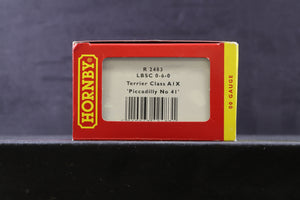 HORNBY
R 2483
LBSC 0-6-0
Terrier Class A1X
'Piccadilly No 41'
00 GAUGE